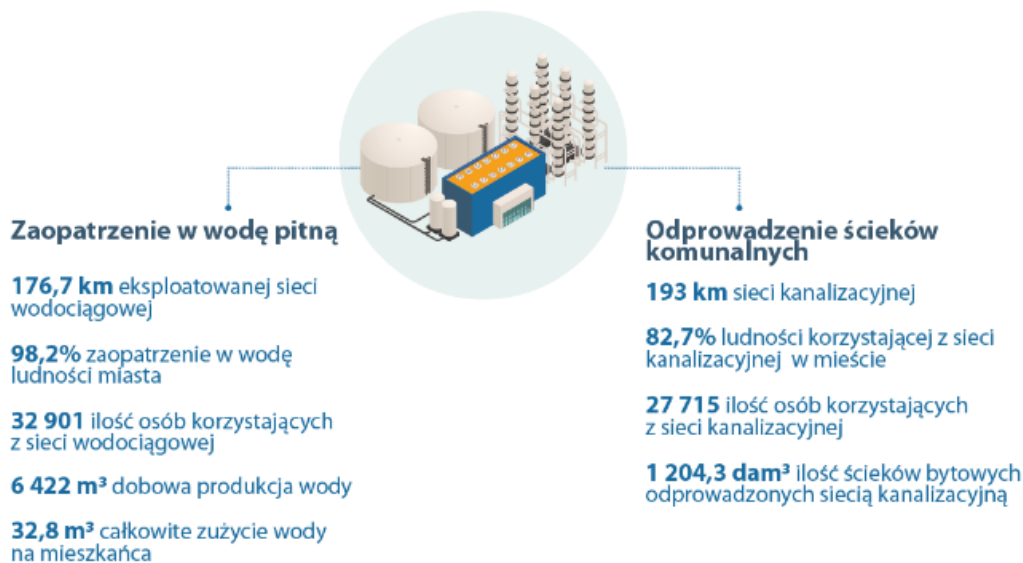 Zaopatrzenie w wodę pitną
176,7 km eksploatowanej sieci
wodociągowej
98,2% zaopatrzenie w wodę
ludności miasta
32 901 ilość osób korzystających
z sieci wodociągowej
6 422 m³ dobowa produkcja wody
32,8 m³ całkowite zużycie wody
na mieszkańca
Odprowadzenie ścieków
komunalnych
193 km sieci kanalizacyjnej
82,7% ludności korzystającej z sieci
kanalizacyjnej w mieście
27 715 ilość osób korzystających
z sieci kanalizacyjnej
1 204,3 dam³ ilość ścieków bytowych
odprowadzonych siecią kanalizacyjną